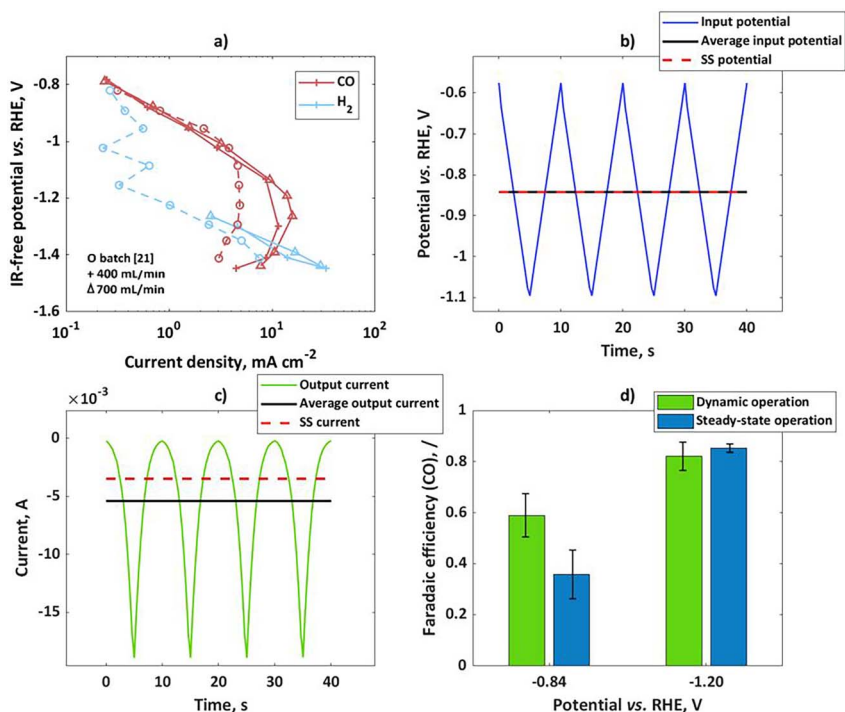 a)
IR-free potential vs. RHE, V
-0.8
-1
-1.2
-1.4
-1.6
CO
H2
O batch [21]
+ 400 mL/min
Δ 700 mL/min
10^-1
10^0
10^1
10^2
Current density, mA cm^-2
b)
Input potential
Average input potential
SS potential
Potential vs. RHE, V
-0.6
-0.7
-0.8
-0.9
-1
-1.1
0
10
20
30
40
Time, s
c)
×10^-3
Output current
Average output current
SS current
Current, A
0
-5
-10
-15
0
10
20
30
40
Time, s
d)
Dynamic operation
Steady-state operation
Faradaic efficiency (CO), /
1
0.8
0.6
0.4
0.2
0
-0.84
-1.20
Potential vs. RHE, V